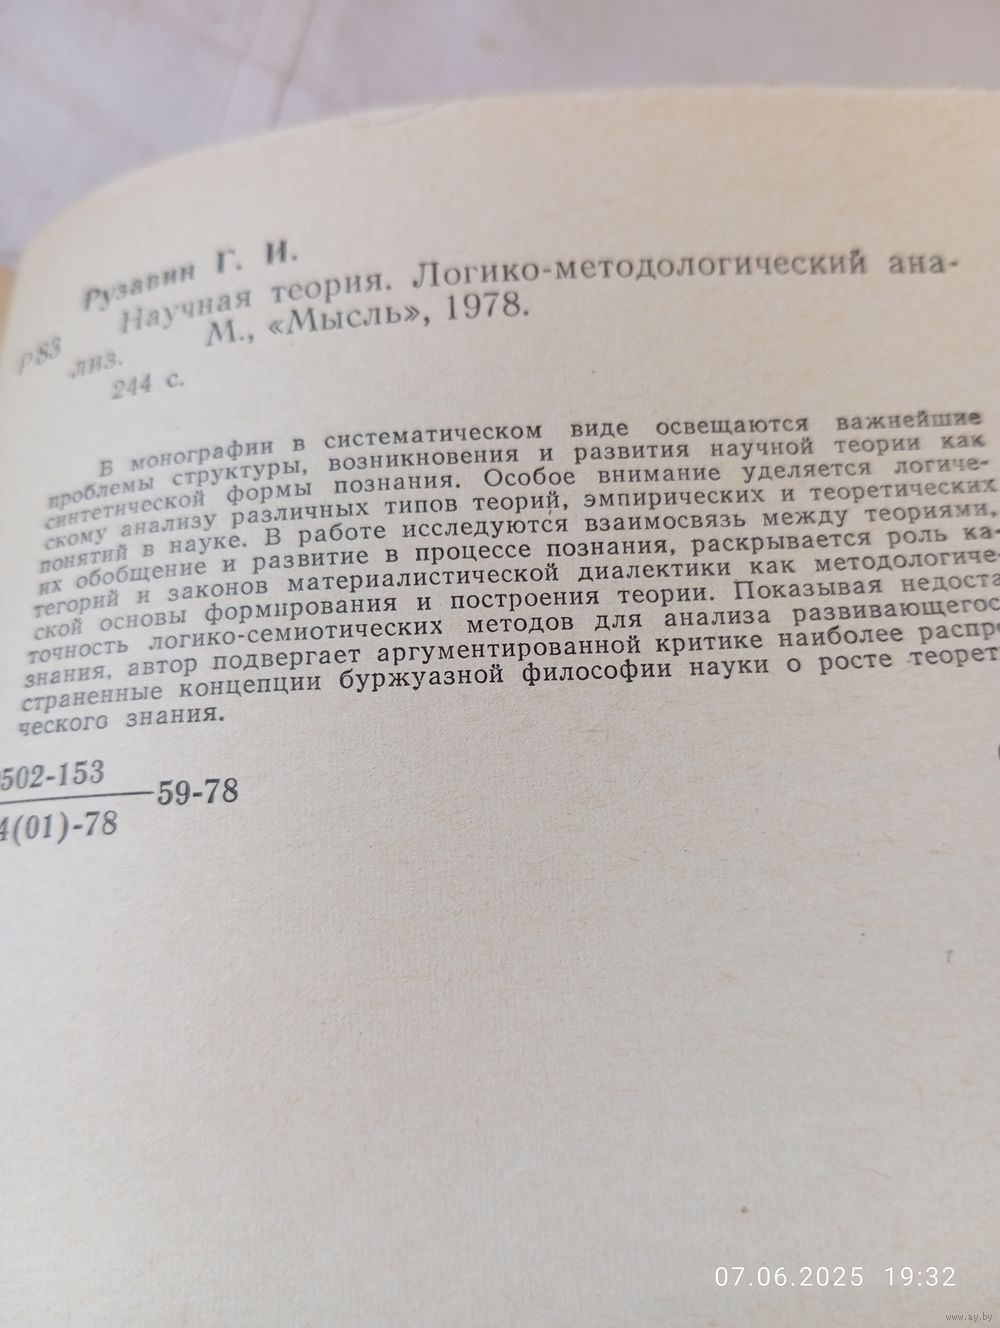 Рузавин Г. И.
Р83
Научная теория. Логико-методологический ана-
лиз. М., «Мысль», 1978.
244 с.
В монографии в систематическом виде освещаются важнейшие
проблемы структуры, возникновения и развития научной теории как
синтетической формы познания. Особое внимание уделяется логиче-
скому анализу различных типов теорий, эмпирических и теоретических
понятий в науке. В работе исследуются взаимосвязь между теориями,
их обобщение и развитие в процессе познания, раскрывается роль ка-
тегорий и законов материалистической диалектики как методологиче-
ской основы формирования и построения теории. Показывая недоста
точность логико-семиотических методов для анализа развивающегос
знания, автор подвергает аргументированной критике наиболее распро
страненные концепции буржуазной философии науки о росте теорет
ческого знания.
502-153
59-78
4(01)-78
07.06.2025 19:32
www.ay.by